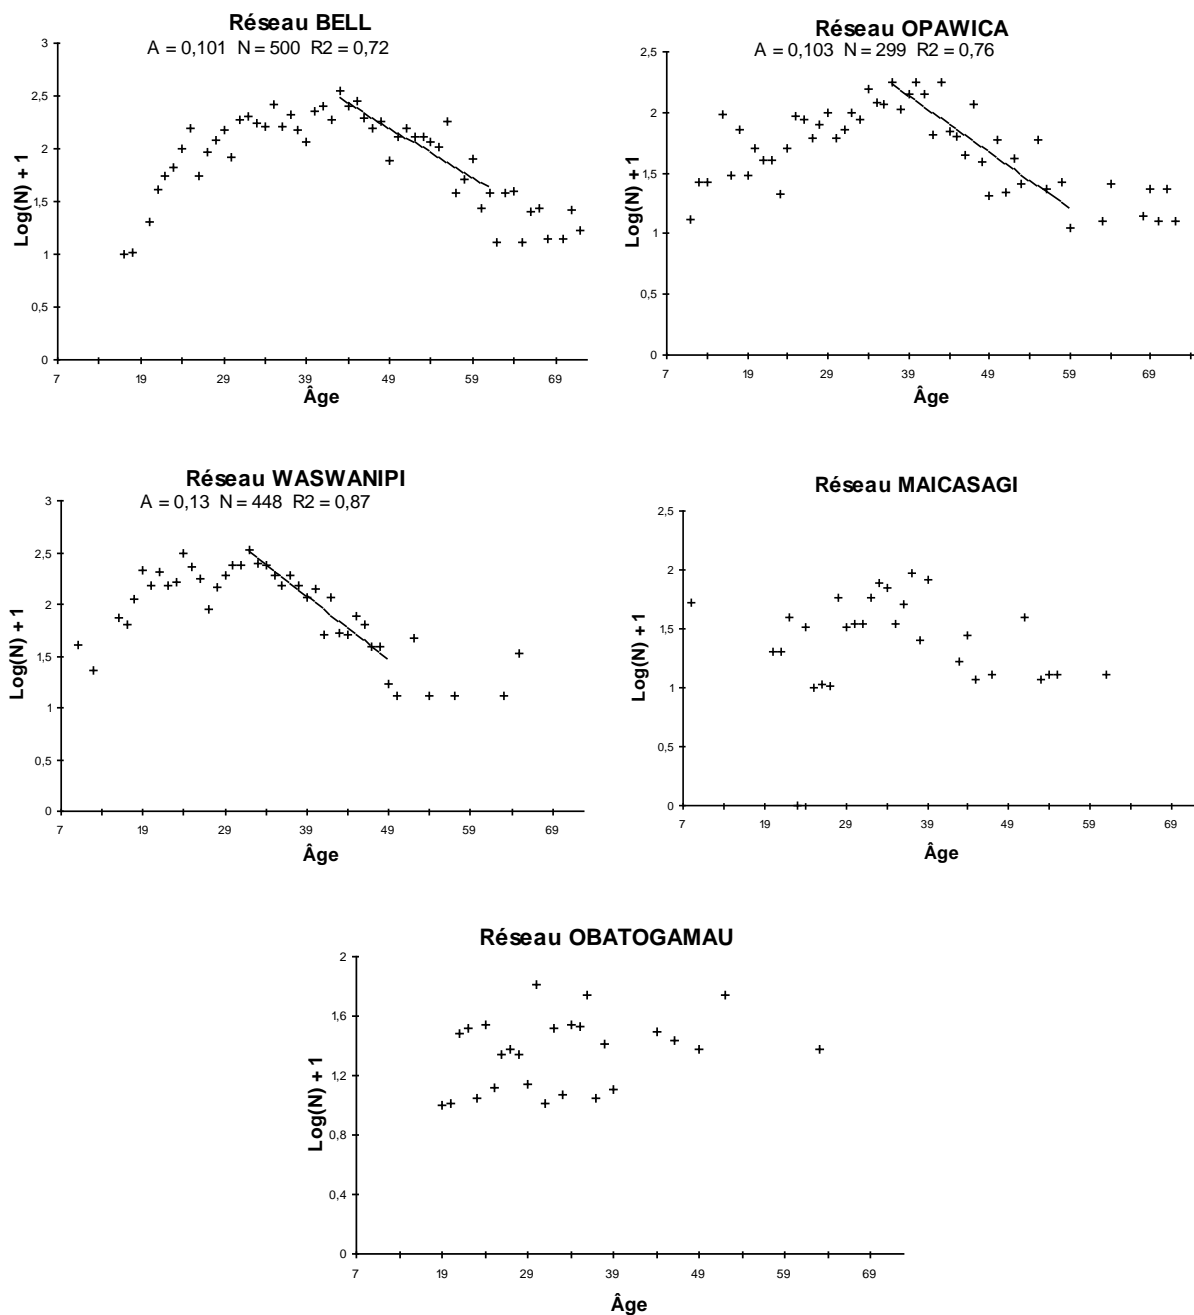 Réseau BELL
A = 0,101 N = 500 R2 = 0,72
3
2,5
2
1,5
1
0,5
0
Log(N) + 1
7 19 29 39 49 59 69
Âge
Réseau OPAWICA
A = 0,103 N = 299 R2 = 0,76
2,5
2
1,5
1
0,5
0
Log(N) + 1
7 19 29 39 49 59 69
Âge
Réseau WASWANIPI
A = 0,13 N = 448 R2 = 0,87
3
2,5
2
1,5
1
0,5
0
Log(N) + 1
7 19 29 39 49 59 69
Âge
Réseau MAICASAGI
2,5
2
1,5
1
0,5
0
Log(N) + 1
7 19 29 39 49 59 69
Âge
Réseau OBATOGAMAU
2
1,6
1,2
0,8
0,4
0
Log(N) + 1
7 19 29 39 49 59 69
Âge